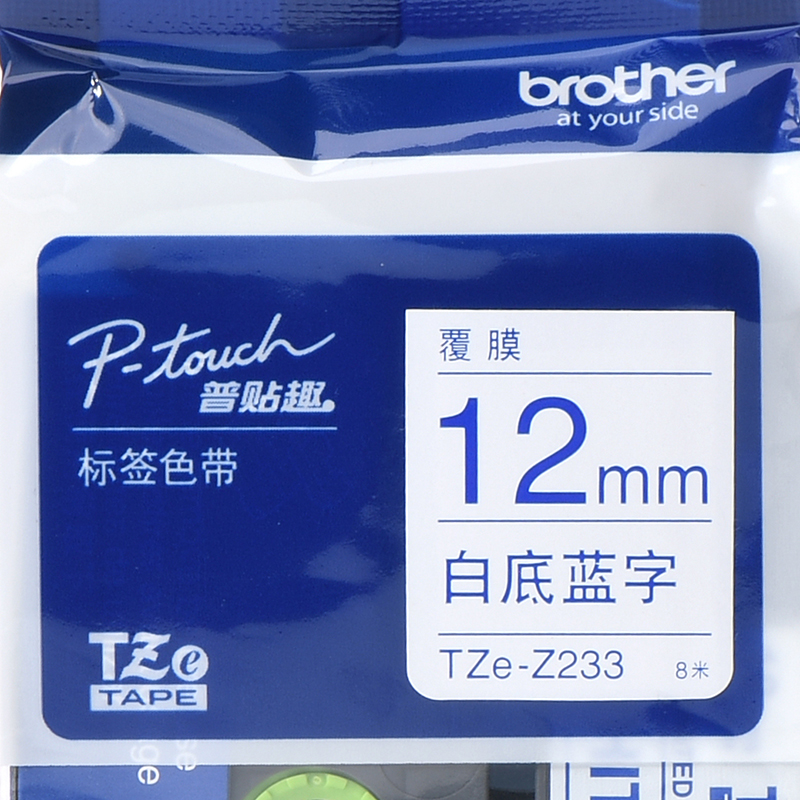 brother
at your side
P-touch
普贴趣
标签色带
覆膜
12mm
白底蓝字
TZe-Z233 8米
TZe
TAPE